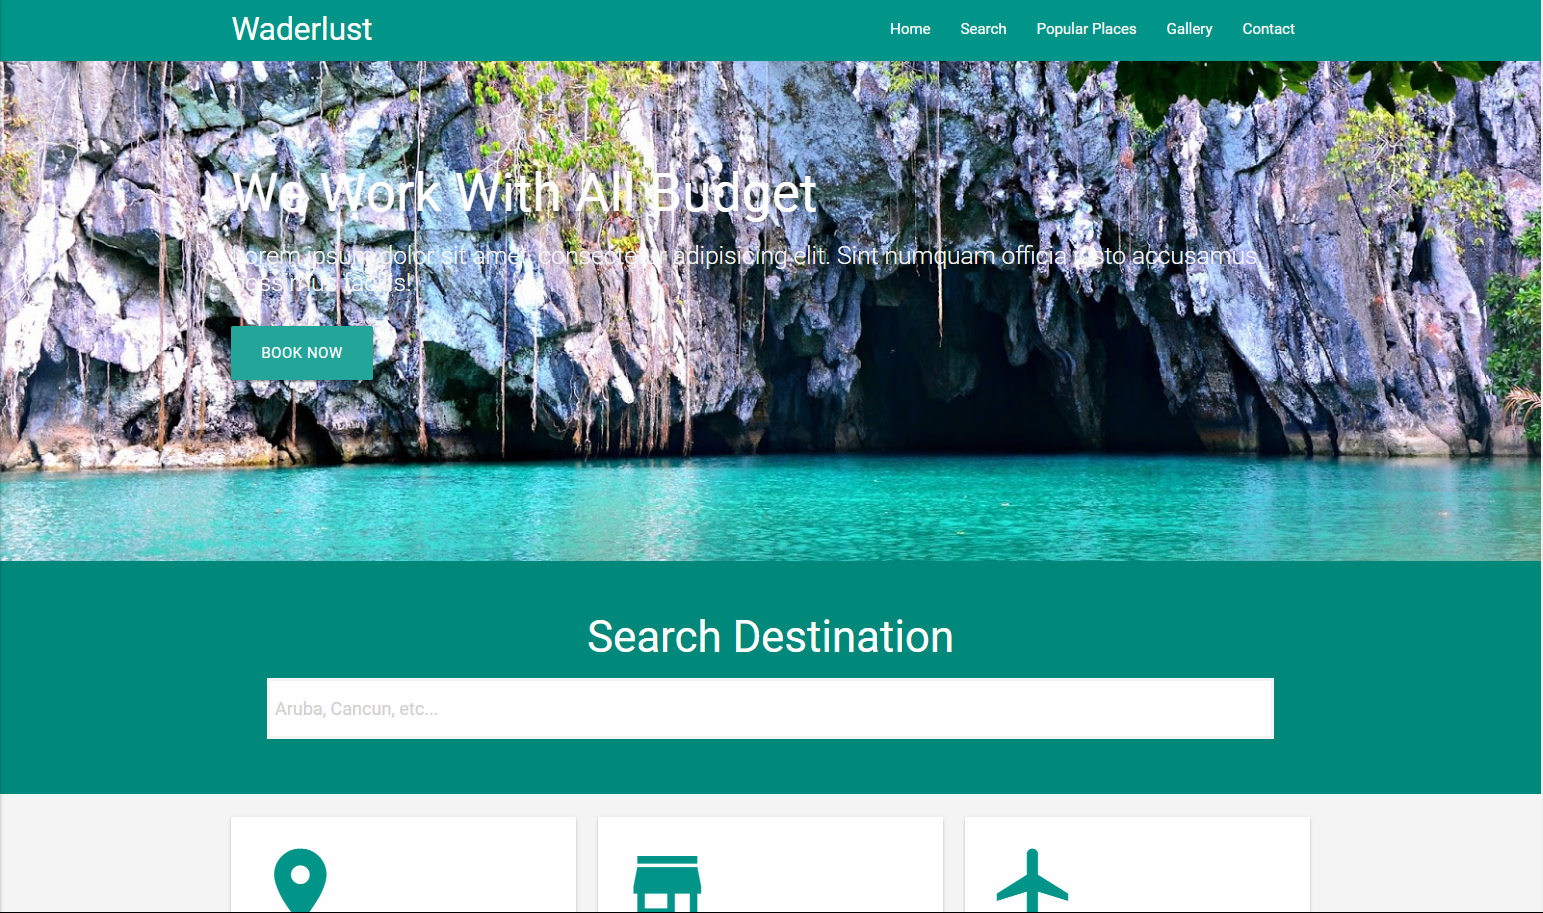 Waderlust
Home Search Popular Places Gallery Contact
We Work With All Budget
Lorem ipsum dolor sit amet, consectetur adipisicing elit. Sint numquam officia iusto accusamus
possimus facilis!
BOOK NOW
Search Destination
Aruba, Cancun, etc...